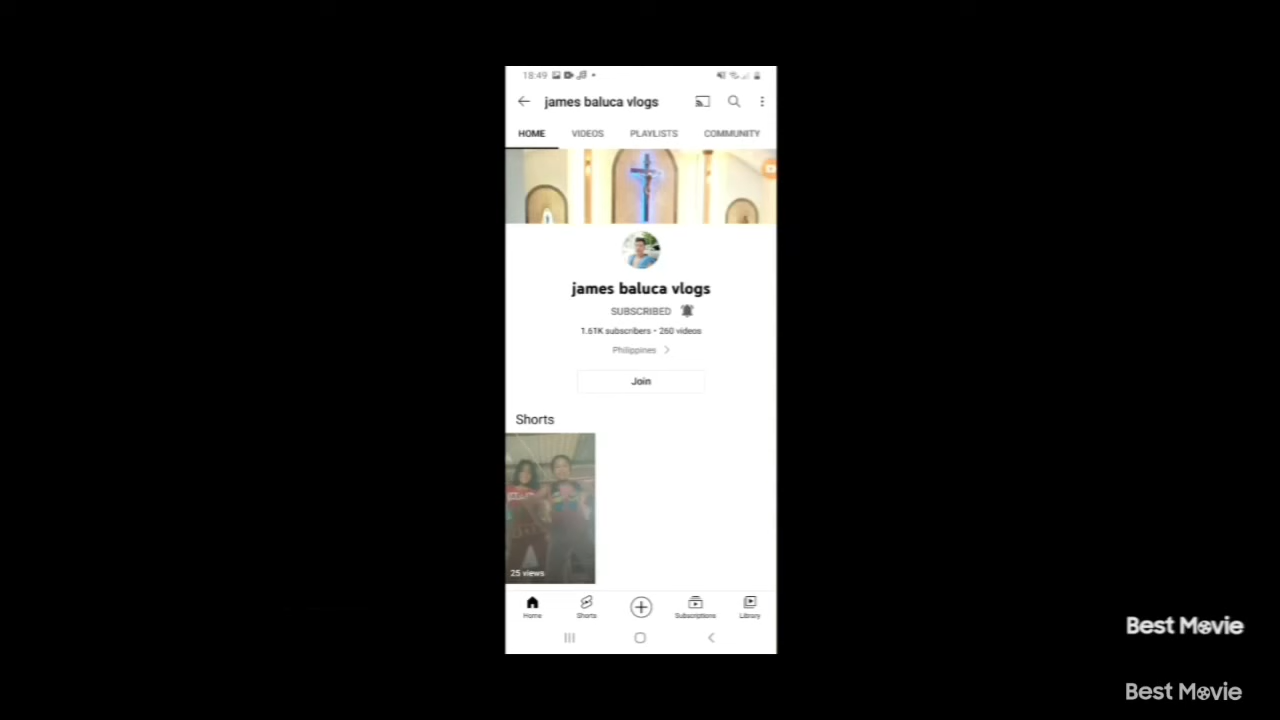 18:49
james baluca vlogs
HOME VIDEOS PLAYLISTS COMMUNITY
james baluca vlogs
SUBSCRIBED
1.61K subscribers • 260 videos
Philippines
Join
Shorts
25 views
Home Shorts Subscriptions Library
Best Movie
Best Movie